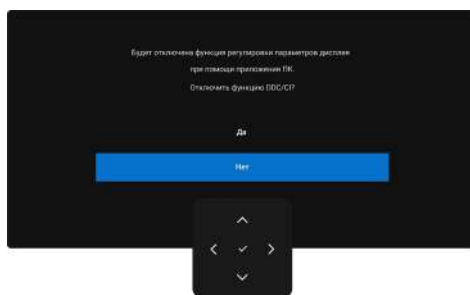 Будет отключена функция регулировки параметров дисплея
при помощи приложения ПК.
Отключить функцию DDC/CI?
Да
Нет